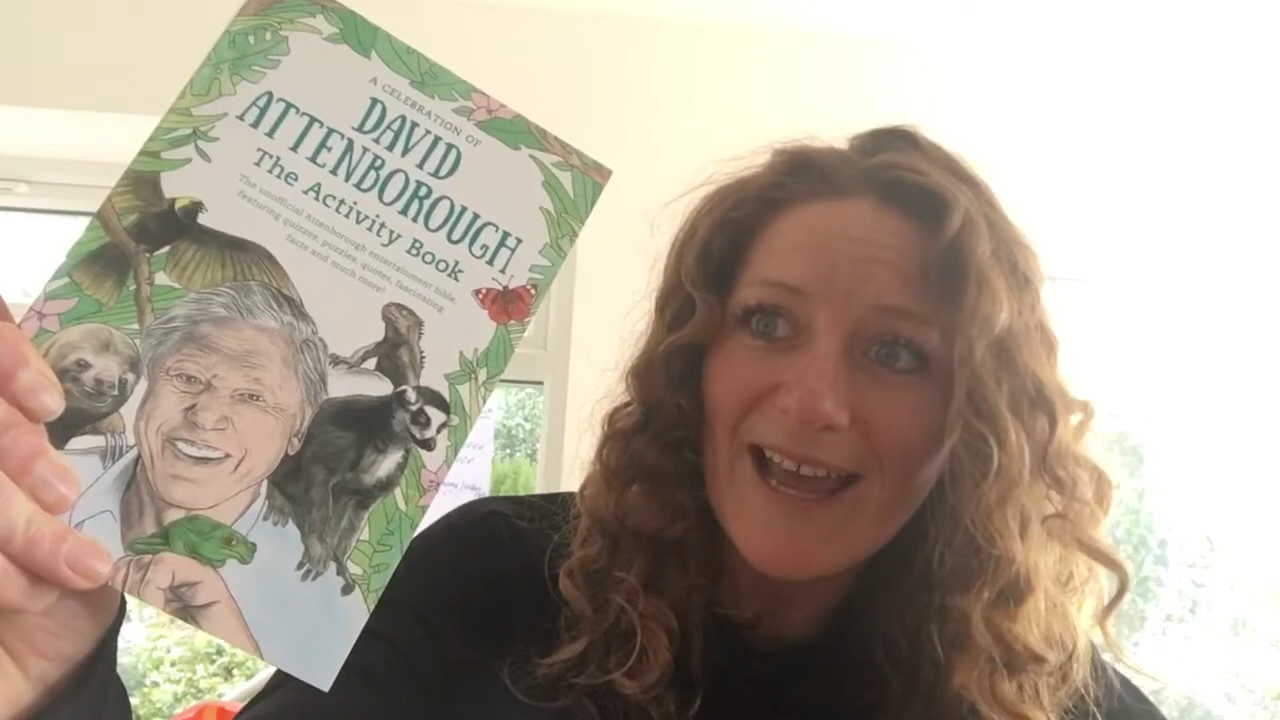 A CELEBRATION OF
DAVID
ATTENBOROUGH
The Activity Book
The unofficial Attenborough entertainment bible,
featuring quizzes, puzzles, quotes, fascinating
facts and much more!